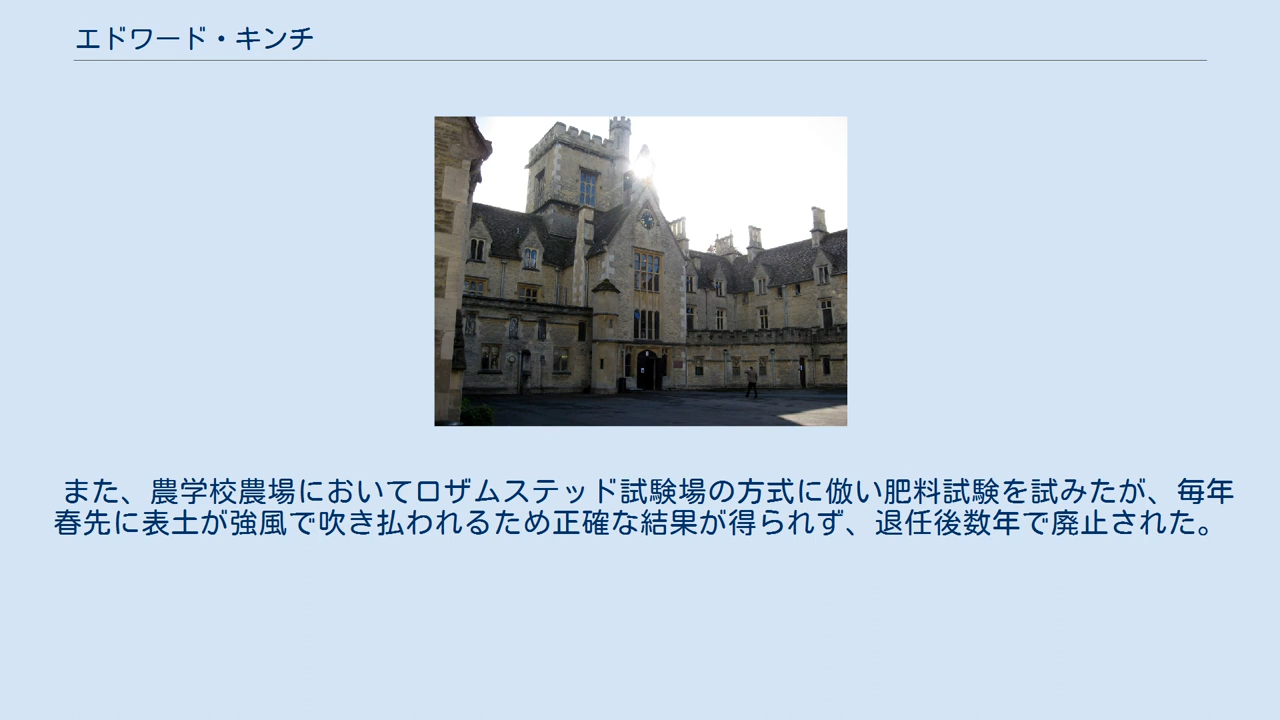 エドワード・キンチ
また、農学校農場においてロザムステッド試験場の方式に倣い肥料試験を試みたが、毎年
春先に表土が強風で吹き払われるため正確な結果が得られず、退任後数年で廃止された。